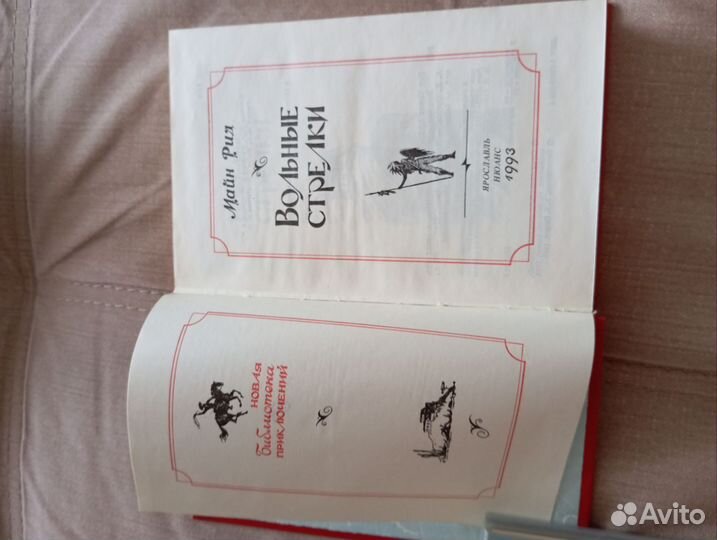 НОВАЯ
Библиотека
ПРИКЛЮЧЕНИЙ
Майн Рид
ВОЛЬНЫЕ
СТРЕЛКИ
ЯРОСЛАВЛЬ
НЮАНС
1993
Avito